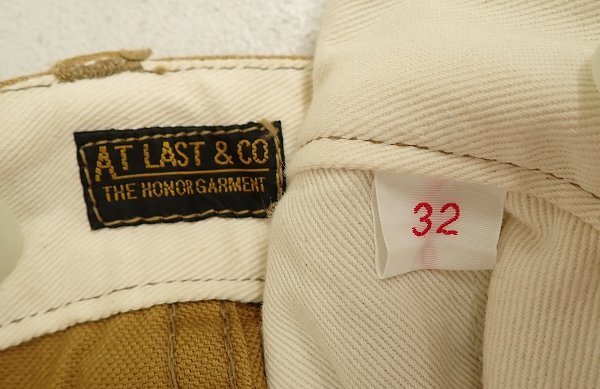 AT LAST & CO
THE HONOR GARMENT
32